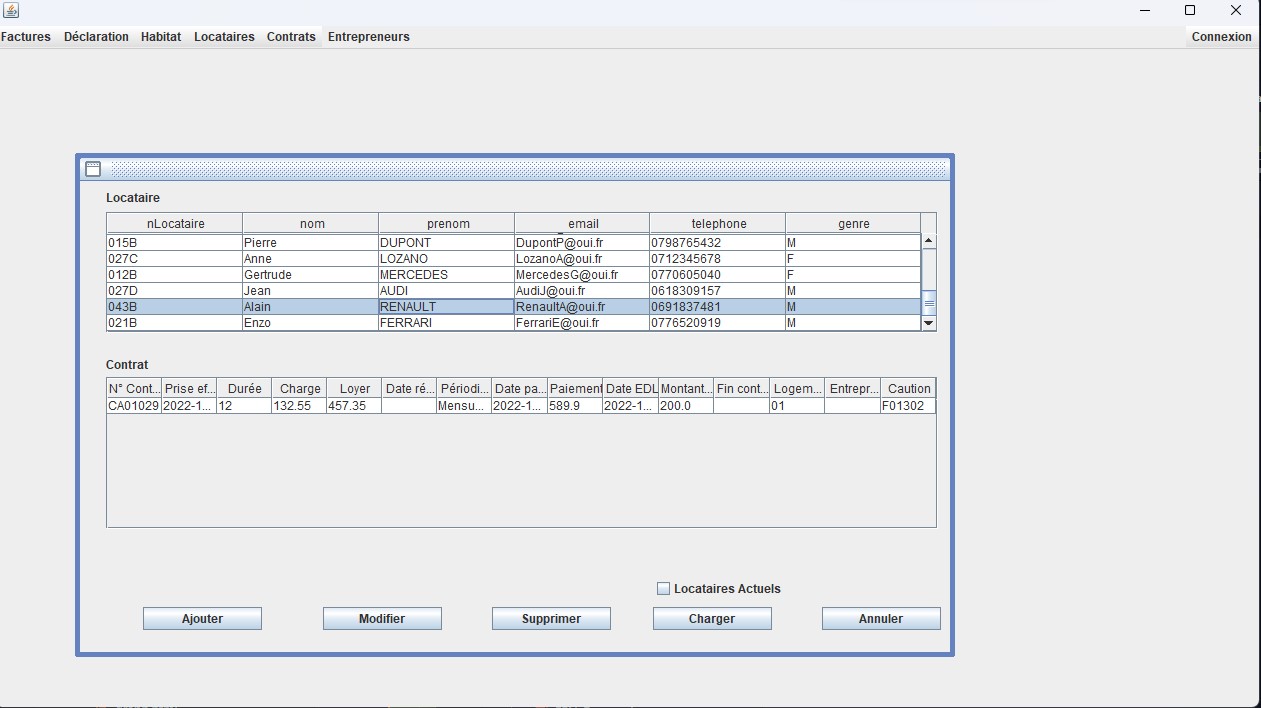 Factures Déclaration Habitat Locataires Contrats Entrepreneurs Connexion
Locataire
nLocataire nom prenom email telephone genre
015B Pierre DUPONT DupontP@oui.fr 0798765432 M
027C Anne LOZANO LozanoA@oui.fr 0712345678 F
012B Gertrude MERCEDES MercedesG@oui.fr 0770605040 F
027D Jean AUDI AudiJ@oui.fr 0618309157 M
043B Alain RENAULT RenaultA@oui.fr 0691837481 M
021B Enzo FERRARI FerrariE@oui.fr 0776520919 M
Contrat
N° Cont... Prise ef... Durée Charge Loyer Date ré... Périodi... Date pa... Paiement Date EDL Montant... Fin cont... Logem... Entrepr... Caution
CA01029 2022-1... 12 132.55 457.35 Mensu... 2022-1... 589.9 2022-1... 200.0 01 F01302
Locataires Actuels
Ajouter Modifier Supprimer Charger Annuler